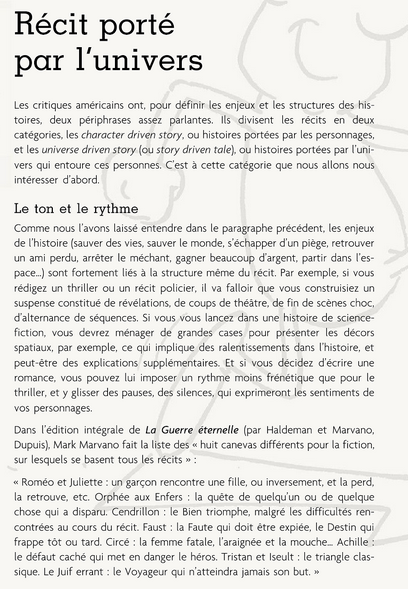 Récit porté
par l'univers
Les critiques américains ont, pour définir les enjeux et les structures des his-
toires, deux périphrases assez parlantes. Ils divisent les récits en deux
catégories, les character driven story, ou histoires portées par les personnages,
et les universe driven story (ou story driven tale), ou histoires portées par l'uni-
vers qui entoure ces personnes. C'est à cette catégorie que nous allons nous
intéresser d'abord.
Le ton et le rythme
Comme nous l'avons laissé entendre dans le paragraphe précédent, les enjeux
de l'histoire (sauver des vies, sauver le monde, s'échapper d'un piège, retrouver
un ami perdu, arrêter le méchant, gagner beaucoup d'argent, partir dans l'es-
pace…) sont fortement liés à la structure même du récit. Par exemple, si vous
rédigez un thriller ou un récit policier, il va falloir que vous construisiez un
suspense constitué de révélations, de coups de théâtre, de fin de scènes choc,
d'alternance de séquences. Si vous vous lancez dans une histoire de science-
fiction, vous devrez ménager de grandes cases pour présenter les décors
spatiaux, par exemple, ce qui implique des ralentissements dans l'histoire, et
peut-être des explications supplémentaires. Et si vous décidez d'écrire une
romance, vous pouvez lui imposer un rythme moins frénétique que pour le
thriller, et y glisser des pauses, des silences, qui exprimeront les sentiments de
vos personnages.
Dans l'édition intégrale de La Guerre éternelle (par Haldeman et Marvano,
Dupuis), Mark Marvano fait la liste des « huit canevas différents pour la fiction,
sur lesquels se basent tous les récits » :
« Roméo et Juliette : un garçon rencontre une fille, ou inversement, et la perd,
la retrouve, etc. Orphée aux Enfers : la quête de quelqu'un ou de quelque
chose qui a disparu. Cendrillon : le Bien triomphe, malgré les difficultés ren-
contrées au cours du récit. Faust : la Faute qui doit être expiée, le Destin qui
frappe tôt ou tard. Circé : la femme fatale, l'araignée et la mouche… Achille :
le défaut caché qui met en danger le héros. Tristan et Iseult : le triangle clas-
sique. Le Juif errant : le Voyageur qui n'atteindra jamais son but. »